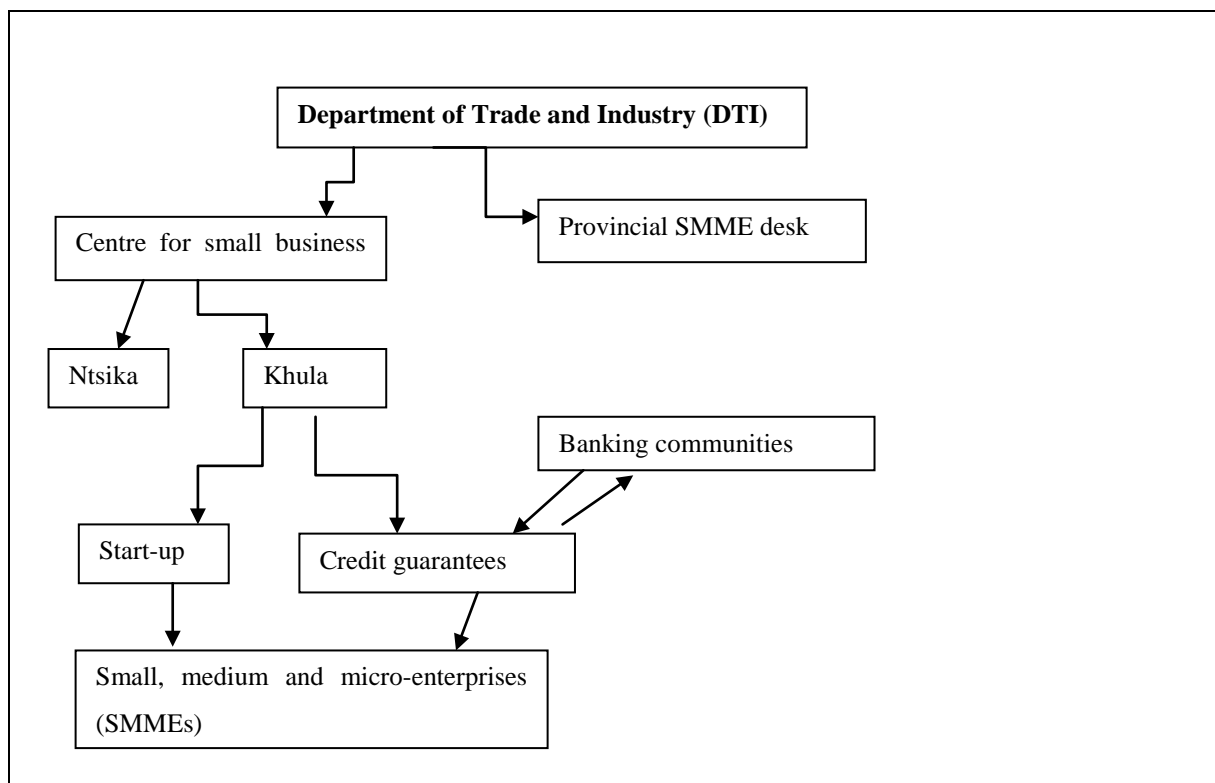 Department of Trade and Industry (DTI)
Provincial SMME desk
Centre for small business
Ntsika
Khula
Banking communities
Start-up
Credit guarantees
Small, medium and micro-enterprises
(SMMEs)